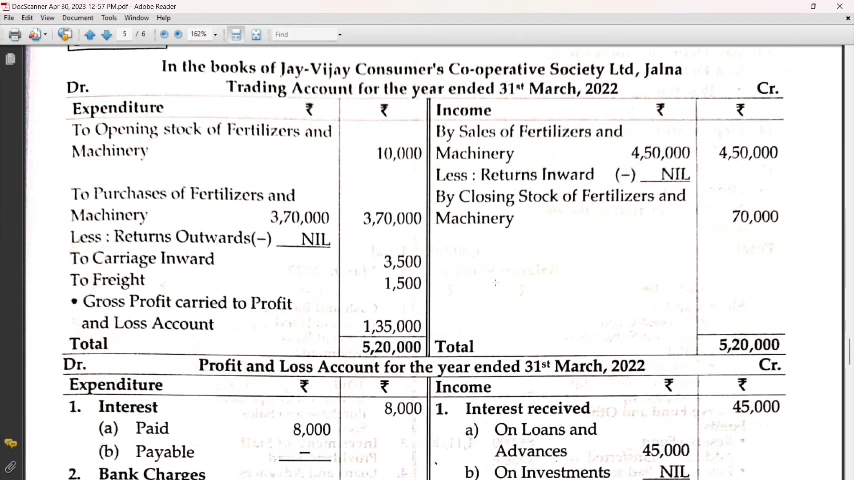 DocScanner Apr 30, 2023 12-57 PM.pdf - Adobe Reader
File Edit View Document Tools Window Help
5 / 6 162% Find
In the books of Jay-Vijay Consumer's Co-operative Society Ltd, Jalna
Dr. Trading Account for the year ended 31st March, 2022 Cr.
Expenditure ₹ ₹ Income ₹ ₹
To Opening stock of Fertilizers and By Sales of Fertilizers and
Machinery 10,000 Machinery 4,50,000 4,50,000
Less : Returns Inward (–) NIL
To Purchases of Fertilizers and By Closing Stock of Fertilizers and
Machinery 3,70,000 3,70,000 Machinery 70,000
Less : Returns Outwards(–) NIL
To Carriage Inward 3,500
To Freight 1,500
• Gross Profit carried to Profit
and Loss Account 1,35,000
Total 5,20,000 Total 5,20,000
Dr. Profit and Loss Account for the year ended 31st March, 2022 Cr.
Expenditure ₹ ₹ Income ₹ ₹
1. Interest 8,000 1. Interest received 45,000
(a) Paid 8,000 a) On Loans and
(b) Payable – Advances 45,000
2. Bank Charges b) On Investments NIL